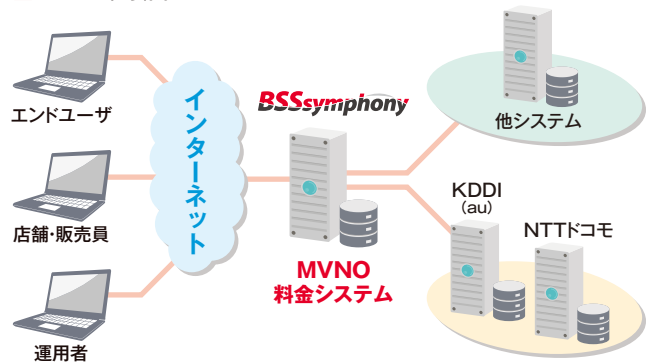 エンドユーザ
店舗・販売員
運用者
インターネット
BSSsymphony
MVNO
料金システム
他システム
KDDI
(au)
NTTドコモ